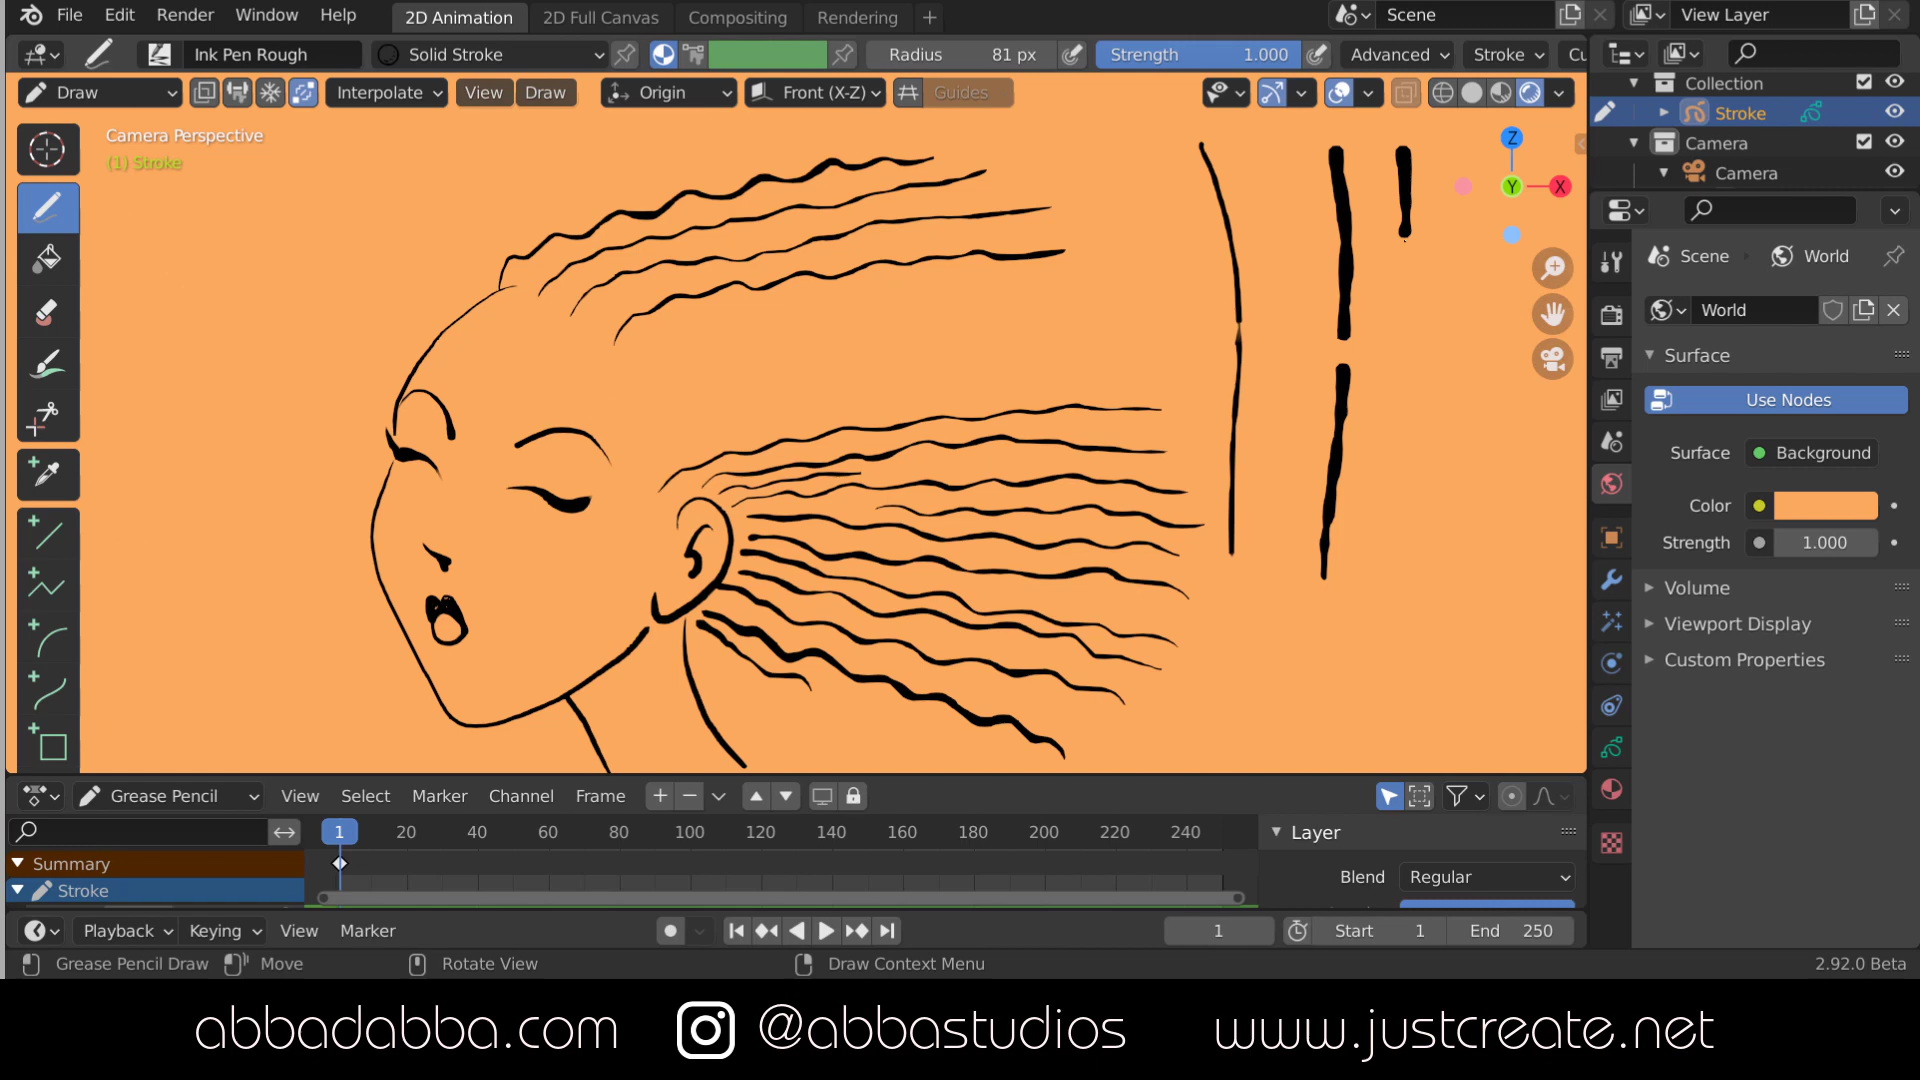 File Edit Render Window Help 2D Animation 2D Full Canvas Compositing Rendering Scene View Layer
Ink Pen Rough Solid Stroke Radius 81 px Strength 1.000 Advanced Stroke Cu
Draw Interpolate View Draw Origin Front (X-Z) Guides
Collection
Stroke
Camera
Camera
Camera Perspective
(1) Stroke
Z
Y X
Scene World
World
Surface
Use Nodes
Surface: Background
Color
Strength 1.000
Volume
Viewport Display
Custom Properties
Grease Pencil View Select Marker Channel Frame
1 20 40 60 80 100 120 140 160 180 200 220 240
Layer
Summary
Stroke
Blend Regular
Playback Keying View Marker 1 Start 1 End 250
Grease Pencil Draw Move Rotate View Draw Context Menu 2.92.0 Beta
abbadabba.com @abbastudios www.justcreate.net